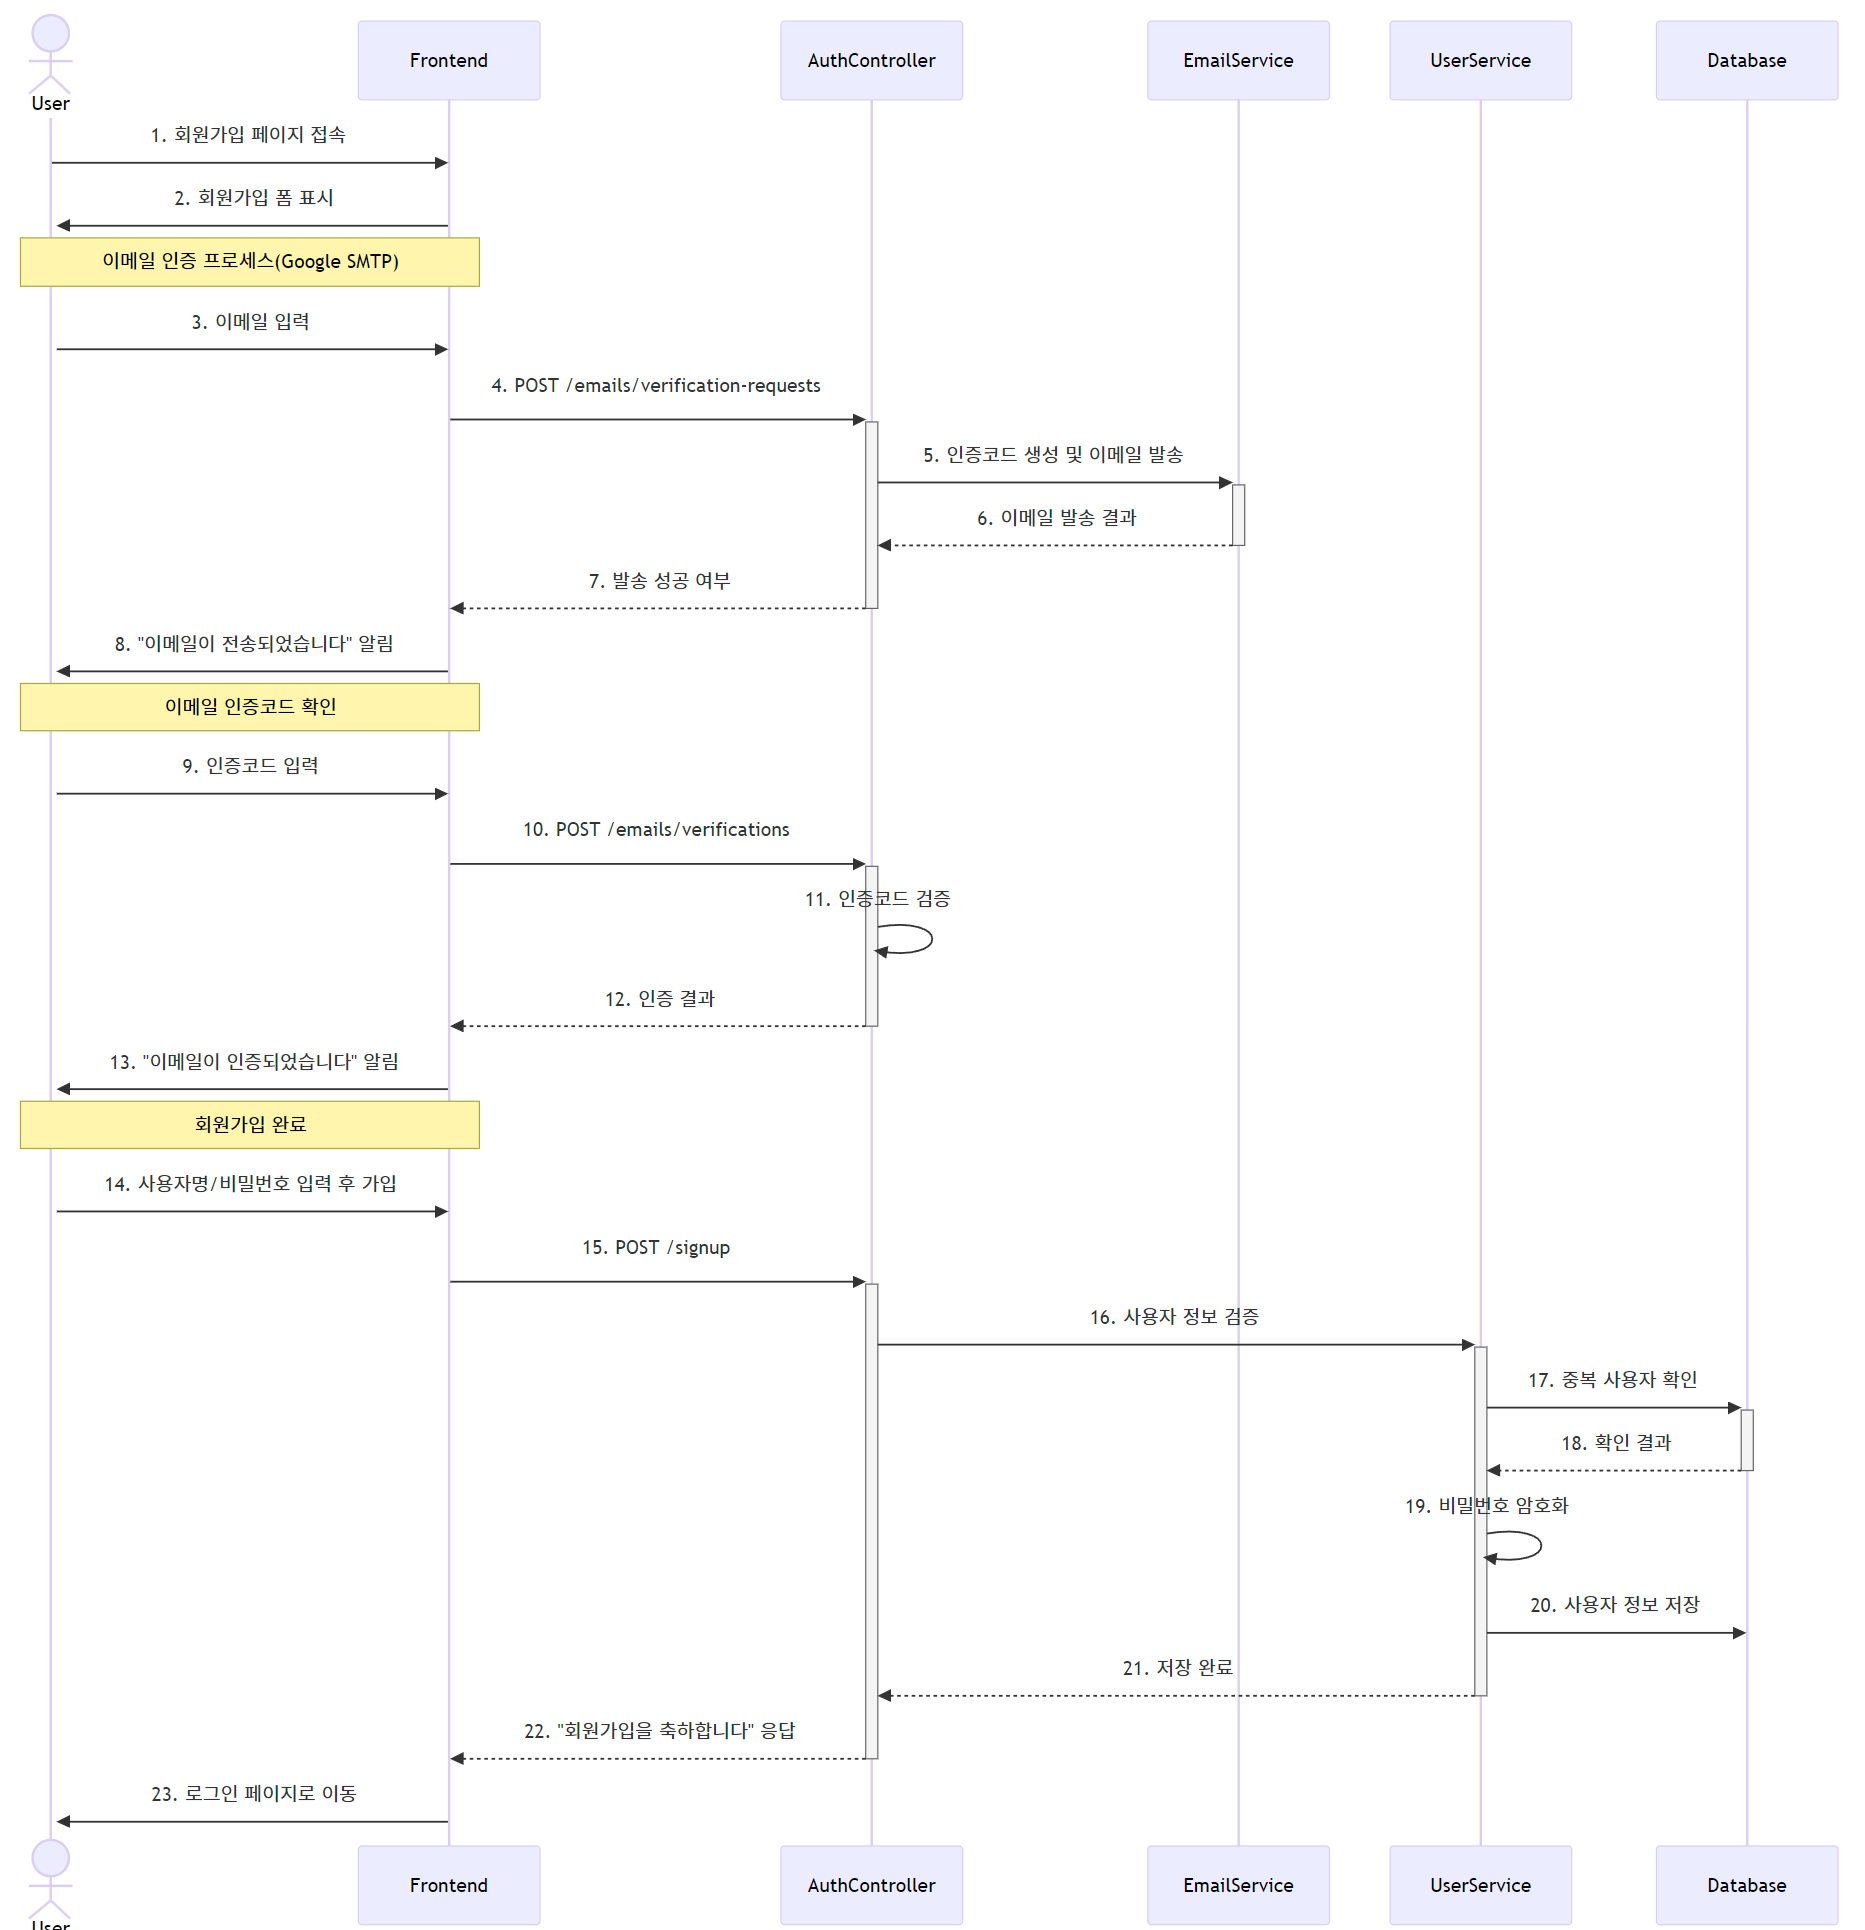 User
Frontend
AuthController
EmailService
UserService
Database
1. 회원가입 페이지 접속
2. 회원가입 폼 표시
이메일 인증 프로세스(Google SMTP)
3. 이메일 입력
4. POST /emails/verification-requests
5. 인증코드 생성 및 이메일 발송
6. 이메일 발송 결과
7. 발송 성공 여부
8. "이메일이 전송되었습니다" 알림
이메일 인증코드 확인
9. 인증코드 입력
10. POST /emails/verifications
11. 인증코드 검증
12. 인증 결과
13. "이메일이 인증되었습니다" 알림
회원가입 완료
14. 사용자명/비밀번호 입력 후 가입
15. POST /signup
16. 사용자 정보 검증
17. 중복 사용자 확인
18. 확인 결과
19. 비밀번호 암호화
20. 사용자 정보 저장
21. 저장 완료
22. "회원가입을 축하합니다" 응답
23. 로그인 페이지로 이동
User
Frontend
AuthController
EmailService
UserService
Database